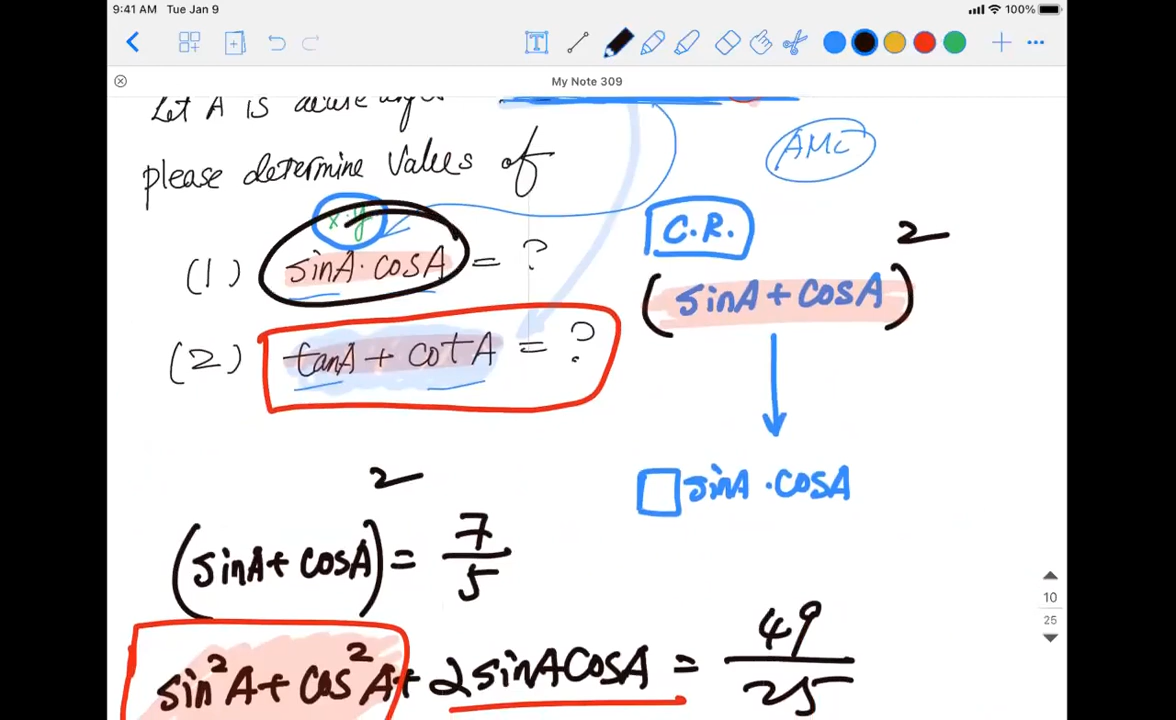 9:41 AM Tue Jan 9
100%
My Note 309
Let A is
please determine Values of
AMC
x·y
(1) sinA·cosA = ?
C.R.
(sinA+cosA)²
(2) tanA + cotA = ?
□sinA·cosA
(sinA+cosA)² = 7/5
sin²A+cos²A+2sinAcosA = 49/25
10
25